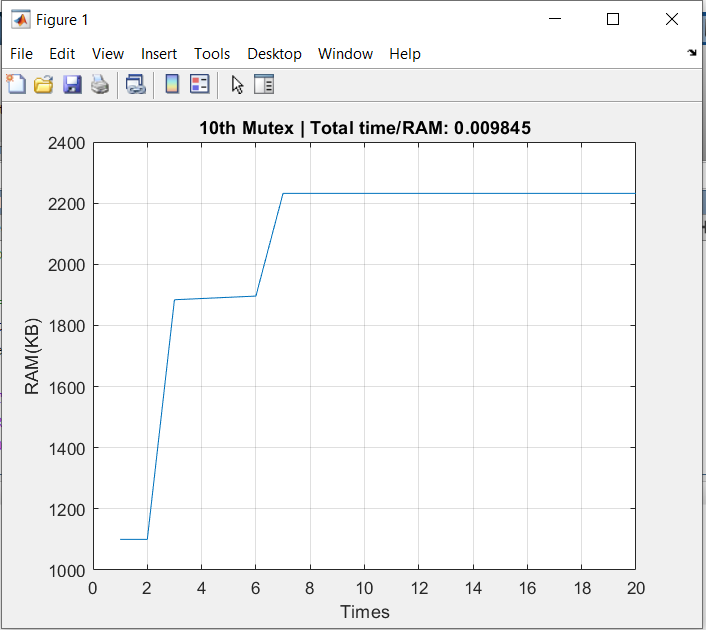 Figure 1
File Edit View Insert Tools Desktop Window Help
10th Mutex | Total time/RAM: 0.009845
2400
2200
2000
1800
1600
1400
1200
1000
RAM(KB)
0 2 4 6 8 10 12 14 16 18 20
Times